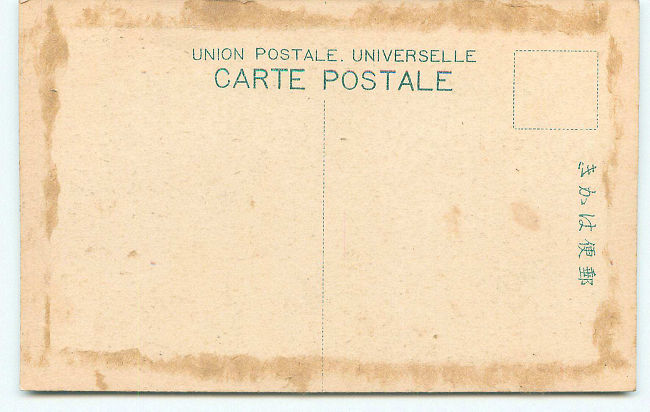 UNION POSTALE. UNIVERSELLE
CARTE POSTALE
郵便はかき